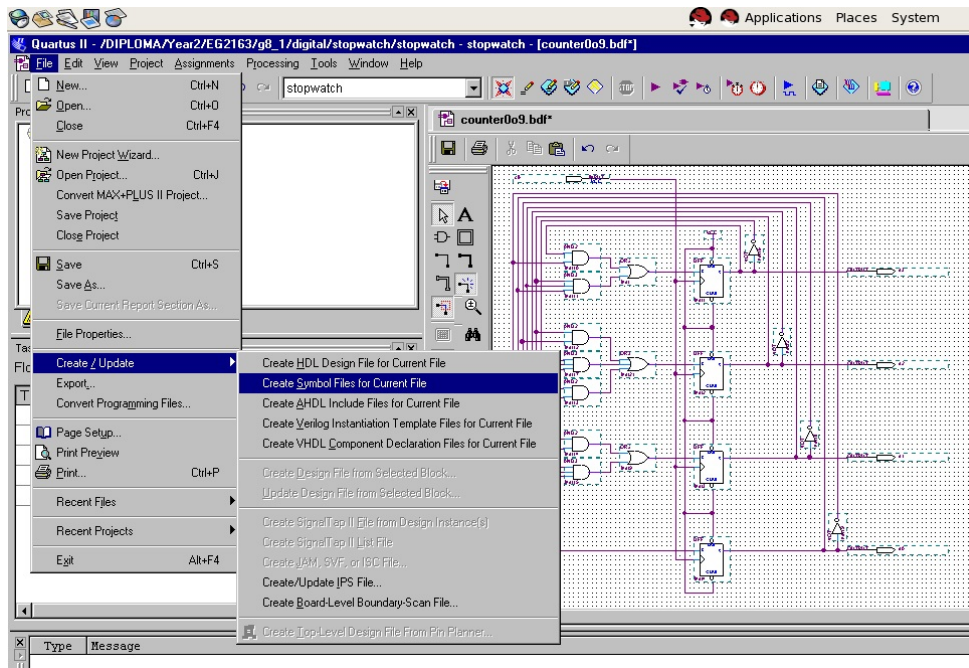 Applications Places System
Quartus II - /DIPLOMA/Year2/EG2163/g8_1/digital/stopwatch/stopwatch - stopwatch - [counter0o9.bdf*]
File Edit View Project Assignments Processing Tools Window Help
New... Ctrl+N
stopwatch
Open... Ctrl+O
Close Ctrl+F4
counter0o9.bdf*
New Project Wizard...
Open Project... Ctrl+J
Convert MAX+PLUS II Project...
Save Project
Close Project
Save Ctrl+S
Save As...
Save Current Report Section As...
File Properties...
Create / Update
Export...
Convert Programming Files...
Page Setup...
Print Preview
Print... Ctrl+P
Recent Files
Recent Projects
Exit Alt+F4
Create HDL Design File for Current File
Create Symbol Files for Current File
Create AHDL Include Files for Current File
Create Verilog Instantiation Template Files for Current File
Create VHDL Component Declaration Files for Current File
Create Design File from Selected Block...
Update Design File from Selected Block...
Create SignalTap II File from Design Instance(s)
Create SignalTap II List File
Create JAM, SVF, or ISC File...
Create/Update IPS File...
Create Board-Level Boundary-Scan File...
Create Top-Level Design File From Pin Planner...
Type Message